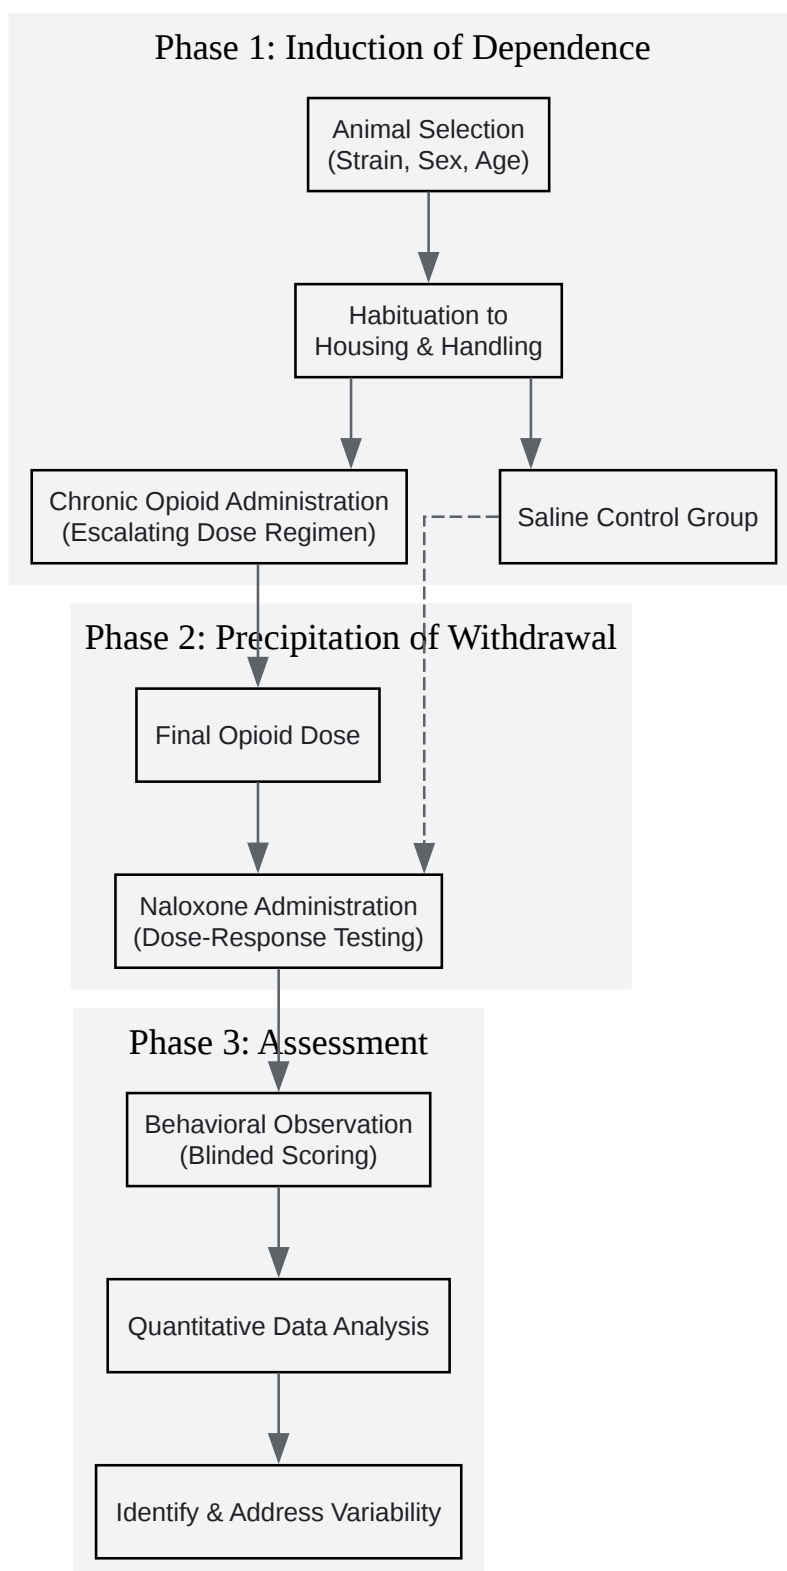 Phase 1: Induction of Dependence
Animal Selection
(Strain, Sex, Age)
Habituation to
Housing & Handling
Chronic Opioid Administration
(Escalating Dose Regimen)
Saline Control Group
Phase 2: Precipitation of Withdrawal
Final Opioid Dose
Naloxone Administration
(Dose-Response Testing)
Phase 3: Assessment
Behavioral Observation
(Blinded Scoring)
Quantitative Data Analysis
Identify & Address Variability